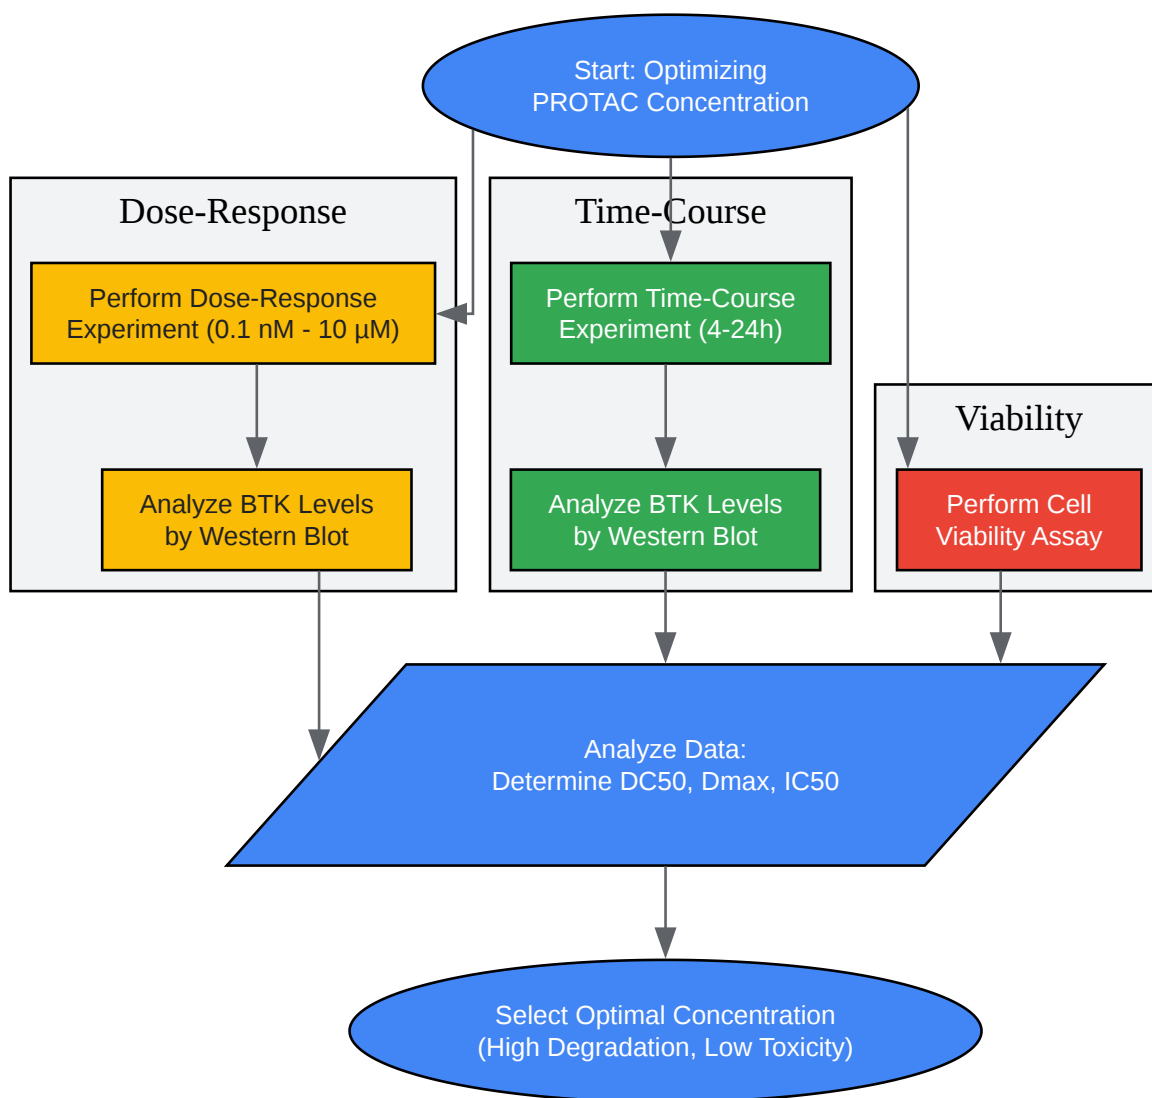 Start: Optimizing
PROTAC Concentration
Dose-Response
Perform Dose-Response
Experiment (0.1 nM - 10 µM)
Analyze BTK Levels
by Western Blot
Time-Course
Perform Time-Course
Experiment (4-24h)
Analyze BTK Levels
by Western Blot
Viability
Perform Cell
Viability Assay
Analyze Data:
Determine DC50, Dmax, IC50
Select Optimal Concentration
(High Degradation, Low Toxicity)